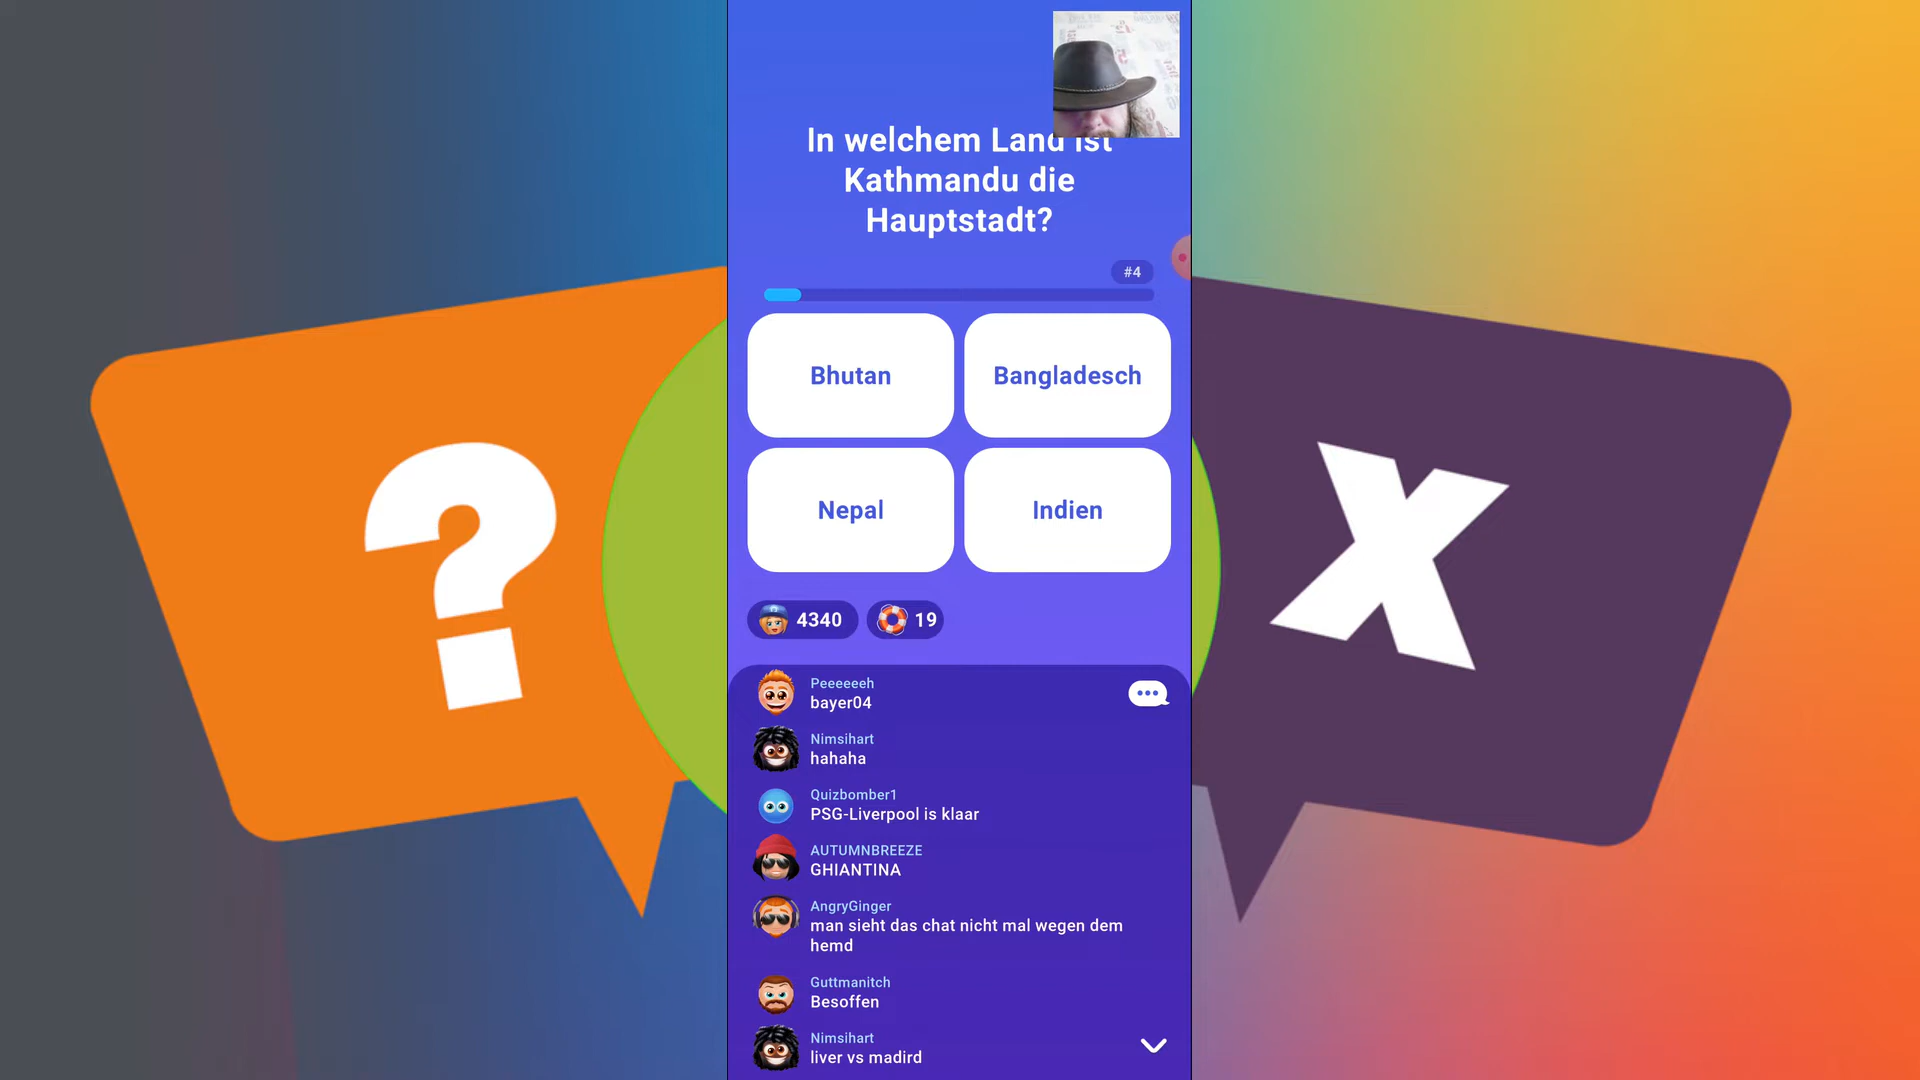 In welchem Land ist
Kathmandu die
Hauptstadt?
#4
Bhutan
Bangladesch
Nepal
Indien
4340
19
Peeeeeeh
bayer04
Nimsihart
hahaha
Quizbomber1
PSG-Liverpool is klaar
AUTUMNBREEZE
GHIANTINA
AngryGinger
man sieht das chat nicht mal wegen dem
hemd
Guttmanitch
Besoffen
Nimsihart
liver vs madird
?
X